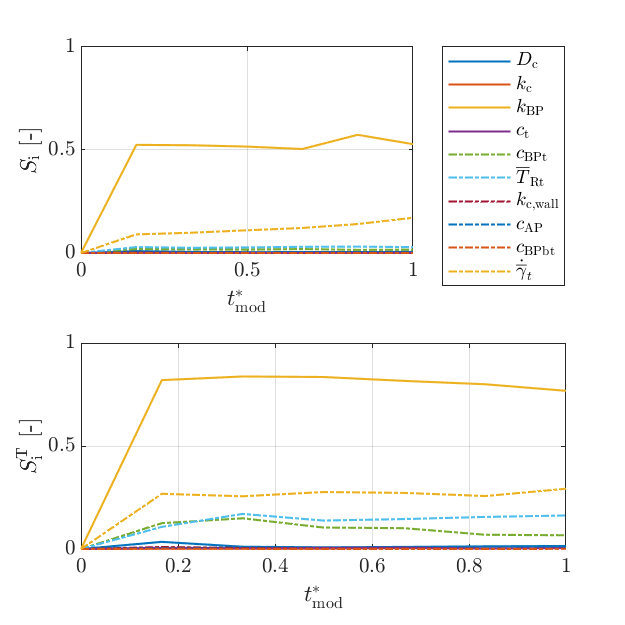 1
0.5
0
S_i [-]
0 0.5 1
t*_mod
D_c
k_c
k_BP
c_t
c_BPt
T̅_Rt
k_c,wall
c_AP
c_BPbt
γ̇̅_t
1
0.5
0
S_i^T [-]
0 0.2 0.4 0.6 0.8 1
t*_mod